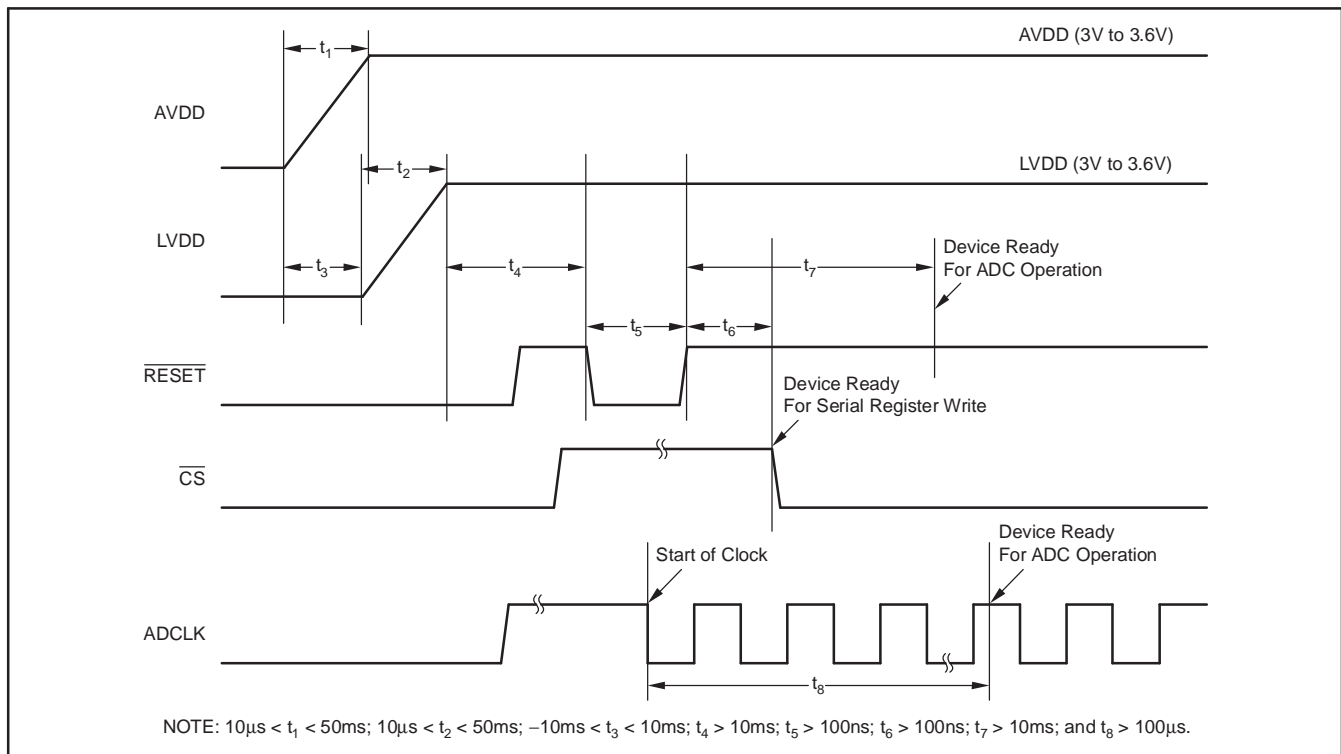 t1
AVDD (3V to 3.6V)
AVDD
t2
LVDD (3V to 3.6V)
LVDD
t3
t4
t7
Device Ready
For ADC Operation
t5
t6
RESET
Device Ready
For Serial Register Write
CS
Start of Clock
Device Ready
For ADC Operation
ADCLK
t8
NOTE: 10μs < t1 < 50ms; 10μs < t2 < 50ms; −10ms < t3 < 10ms; t4 > 10ms; t5 > 100ns; t6 > 100ns; t7 > 10ms; and t8 > 100μs.